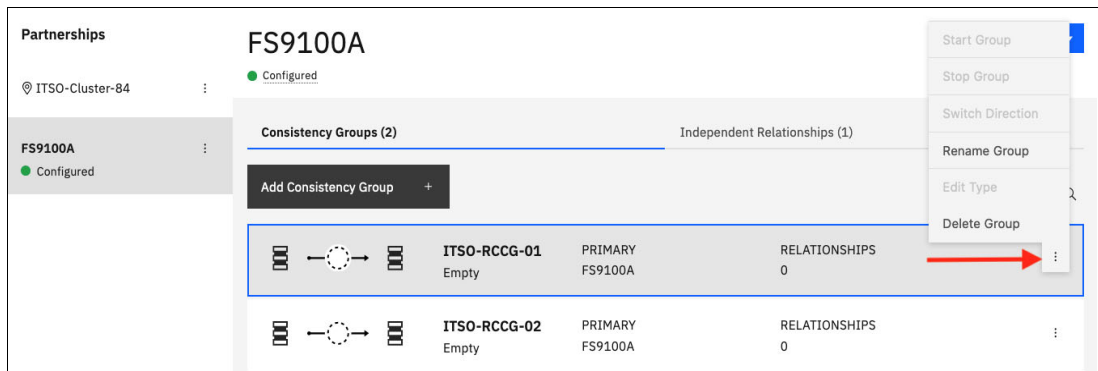 Partnerships
ITSO-Cluster-84
FS9100A
Configured
FS9100A
Configured
Consistency Groups (2)
Independent Relationships (1)
Add Consistency Group +
ITSO-RCCG-01
Empty
PRIMARY
FS9100A
RELATIONSHIPS
0
ITSO-RCCG-02
Empty
PRIMARY
FS9100A
RELATIONSHIPS
0
Start Group
Stop Group
Switch Direction
Rename Group
Edit Type
Delete Group